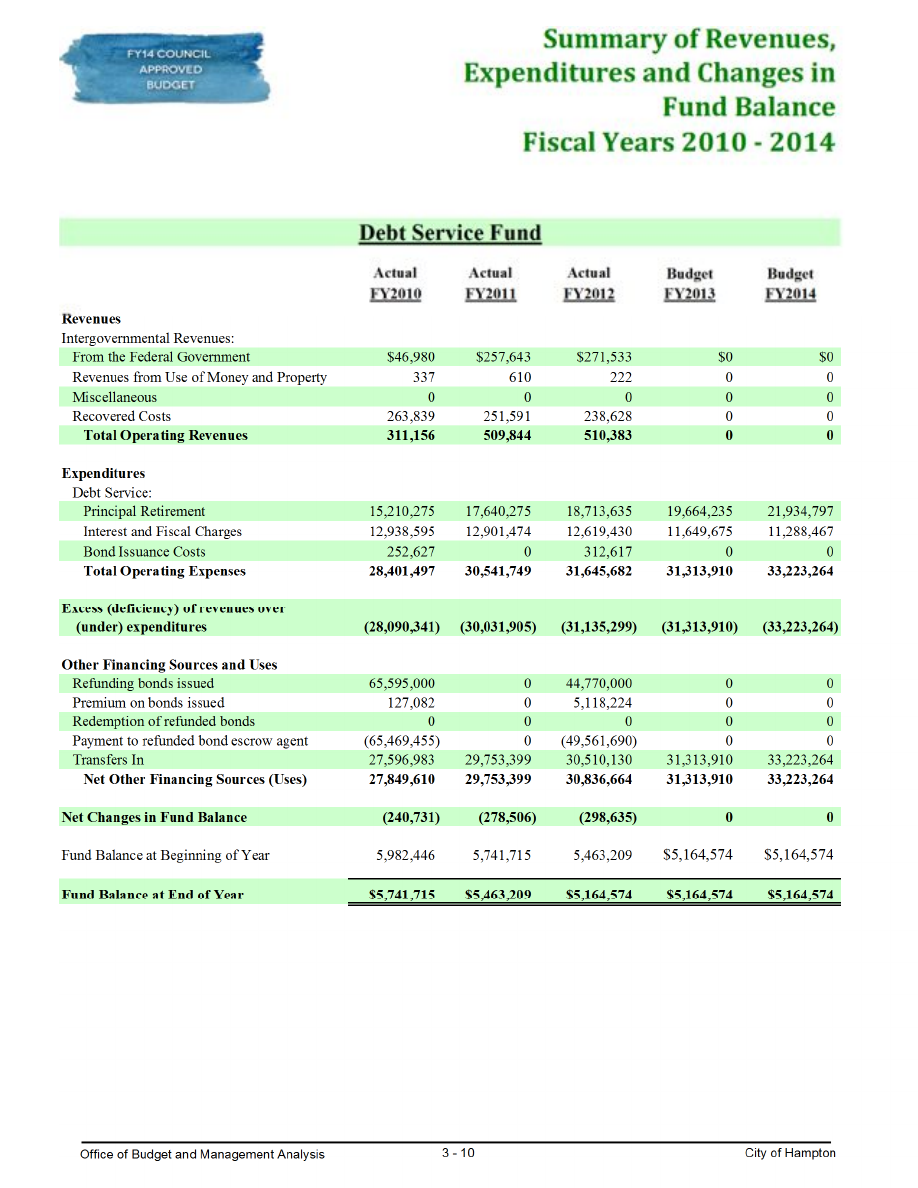 FY14 COUNCIL
APPROVED
BUDGET
Summary of Revenues,
Expenditures and Changes in
Fund Balance
Fiscal Years 2010 - 2014
Debt Service Fund
Actual Actual Actual Budget Budget
FY2010 FY2011 FY2012 FY2013 FY2014
Revenues
Intergovernmental Revenues:
From the Federal Government $46,980 $257,643 $271,533 $0 $0
Revenues from Use of Money and Property 337 610 222 0 0
Miscellaneous 0 0 0 0 0
Recovered Costs 263,839 251,591 238,628 0 0
Total Operating Revenues 311,156 509,844 510,383 0 0
Expenditures
Debt Service:
Principal Retirement 15,210,275 17,640,275 18,713,635 19,664,235 21,934,797
Interest and Fiscal Charges 12,938,595 12,901,474 12,619,430 11,649,675 11,288,467
Bond Issuance Costs 252,627 0 312,617 0 0
Total Operating Expenses 28,401,497 30,541,749 31,645,682 31,313,910 33,223,264
Excess (deficiency) of revenues over
(under) expenditures (28,090,341) (30,031,905) (31,135,299) (31,313,910) (33,223,264)
Other Financing Sources and Uses
Refunding bonds issued 65,595,000 0 44,770,000 0 0
Premium on bonds issued 127,082 0 5,118,224 0 0
Redemption of refunded bonds 0 0 0 0 0
Payment to refunded bond escrow agent (65,469,455) 0 (49,561,690) 0 0
Transfers In 27,596,983 29,753,399 30,510,130 31,313,910 33,223,264
Net Other Financing Sources (Uses) 27,849,610 29,753,399 30,836,664 31,313,910 33,223,264
Net Changes in Fund Balance (240,731) (278,506) (298,635) 0 0
Fund Balance at Beginning of Year 5,982,446 5,741,715 5,463,209 $5,164,574 $5,164,574
Fund Balance at End of Year $5,741,715 $5,463,209 $5,164,574 $5,164,574 $5,164,574
Office of Budget and Management Analysis 3 - 10 City of Hampton